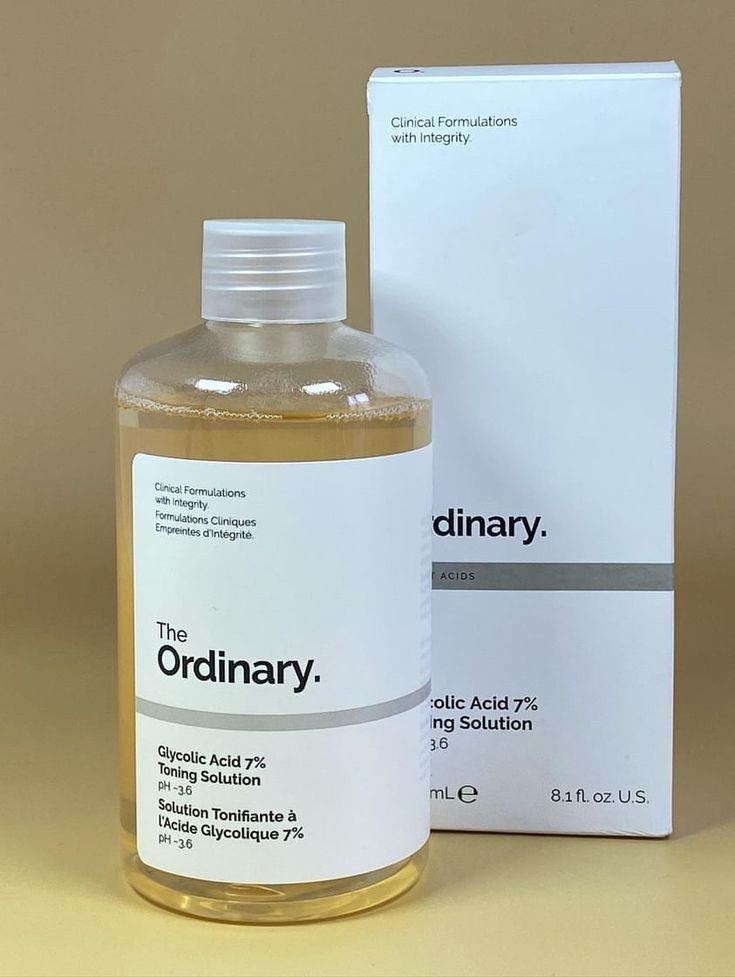 Clinical Formulations
with Integrity.
Formulations Cliniques
Empreintes d'Intégrité.
The
Ordinary.
Glycolic Acid 7%
Toning Solution
pH ~3.6
Solution Tonifiante à
l'Acide Glycolique 7%
pH ~3.6
Clinical Formulations
with Integrity.
rdinary.
T ACIDS
colic Acid 7%
ing Solution
3.6
mL e
8.1 fl. oz. U.S.